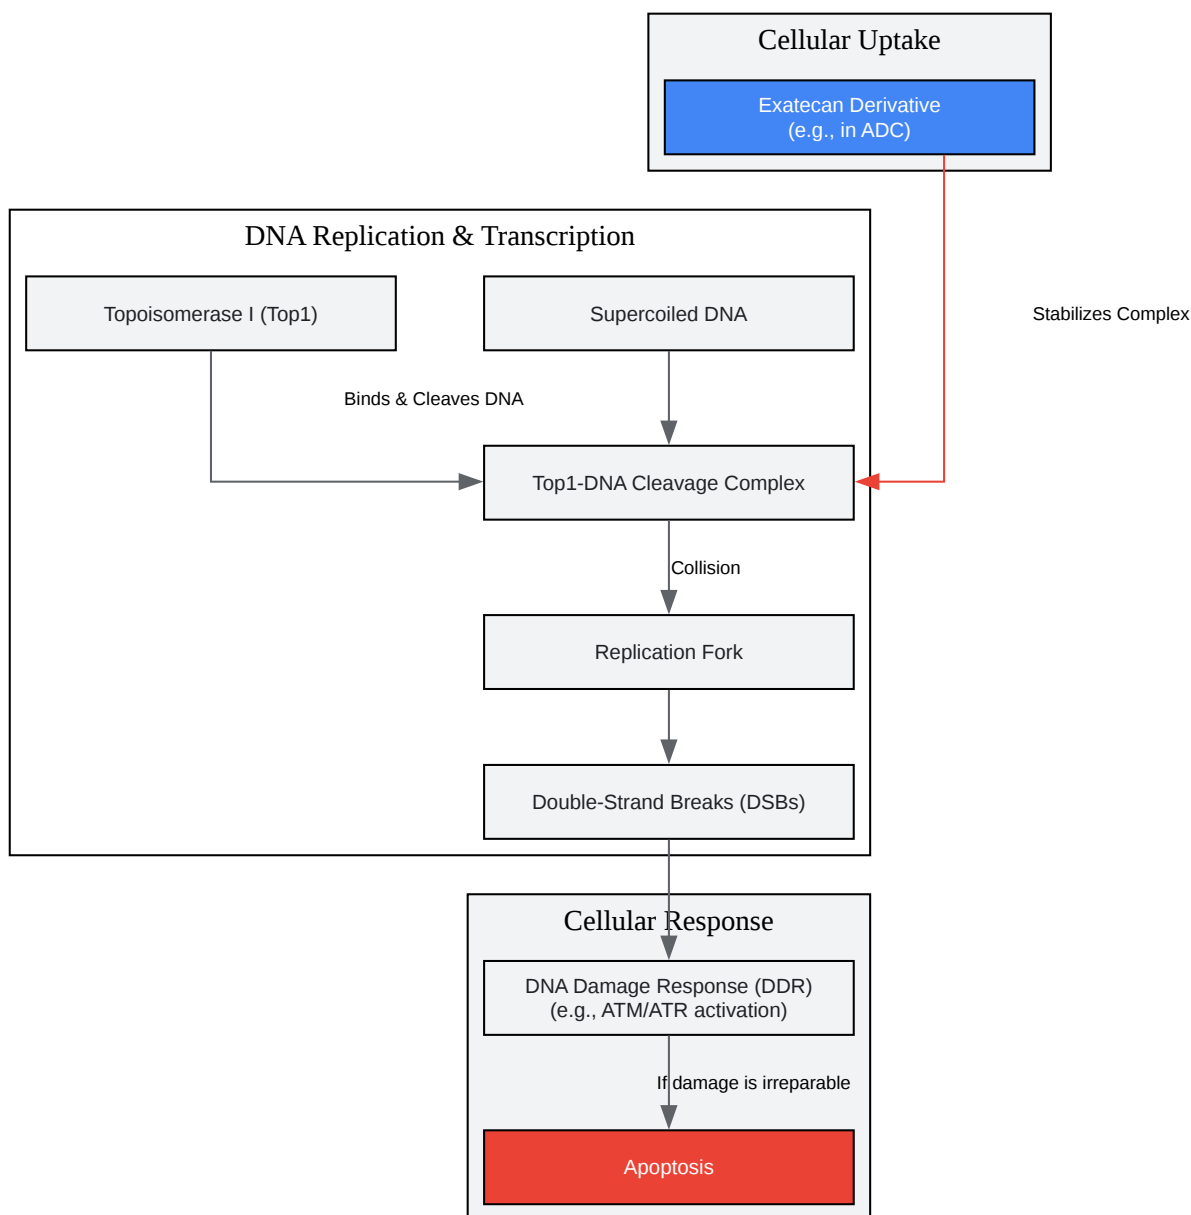 Cellular Uptake
Exatecan Derivative
(e.g., in ADC)
DNA Replication & Transcription
Topoisomerase I (Top1)
Supercoiled DNA
Stabilizes Complex
Binds & Cleaves DNA
Top1-DNA Cleavage Complex
Collision
Replication Fork
Double-Strand Breaks (DSBs)
Cellular Response
DNA Damage Response (DDR)
(e.g., ATM/ATR activation)
If damage is irreparable
Apoptosis